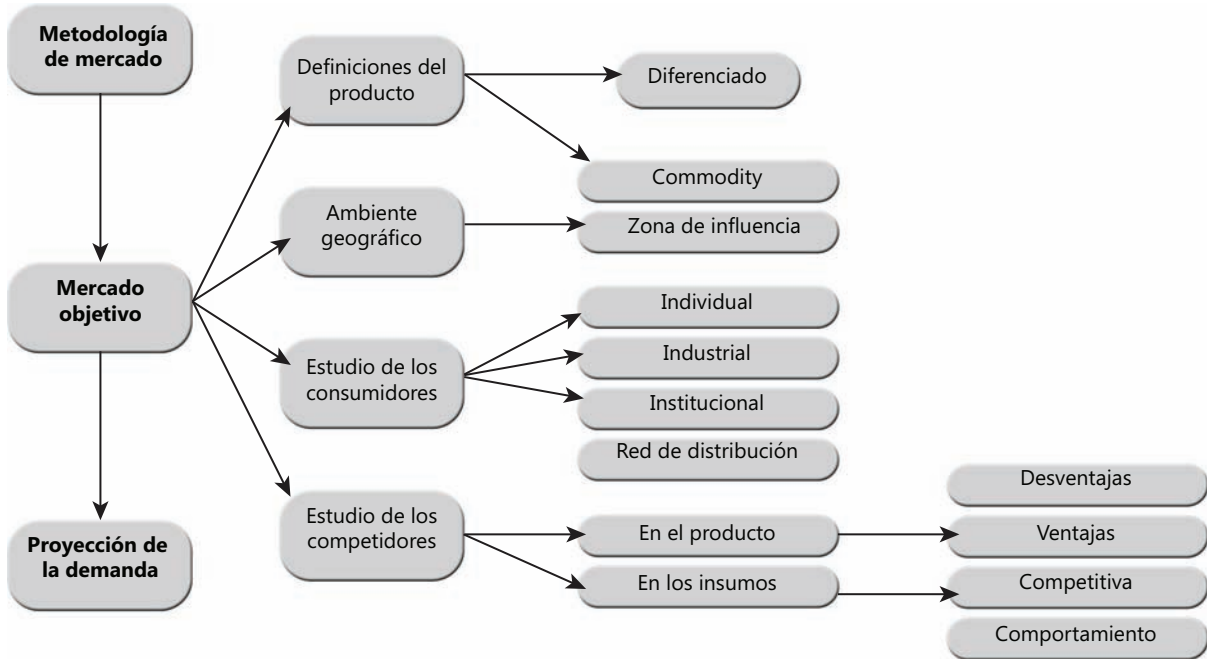 Metodología
de mercado
Mercado
objetivo
Proyección de
la demanda
Definiciones del
producto
Diferenciado
Commodity
Ambiente
geográfico
Zona de influencia
Estudio de los
consumidores
Individual
Industrial
Institucional
Red de distribución
Estudio de los
competidores
En el producto
En los insumos
Desventajas
Ventajas
Competitiva
Comportamiento